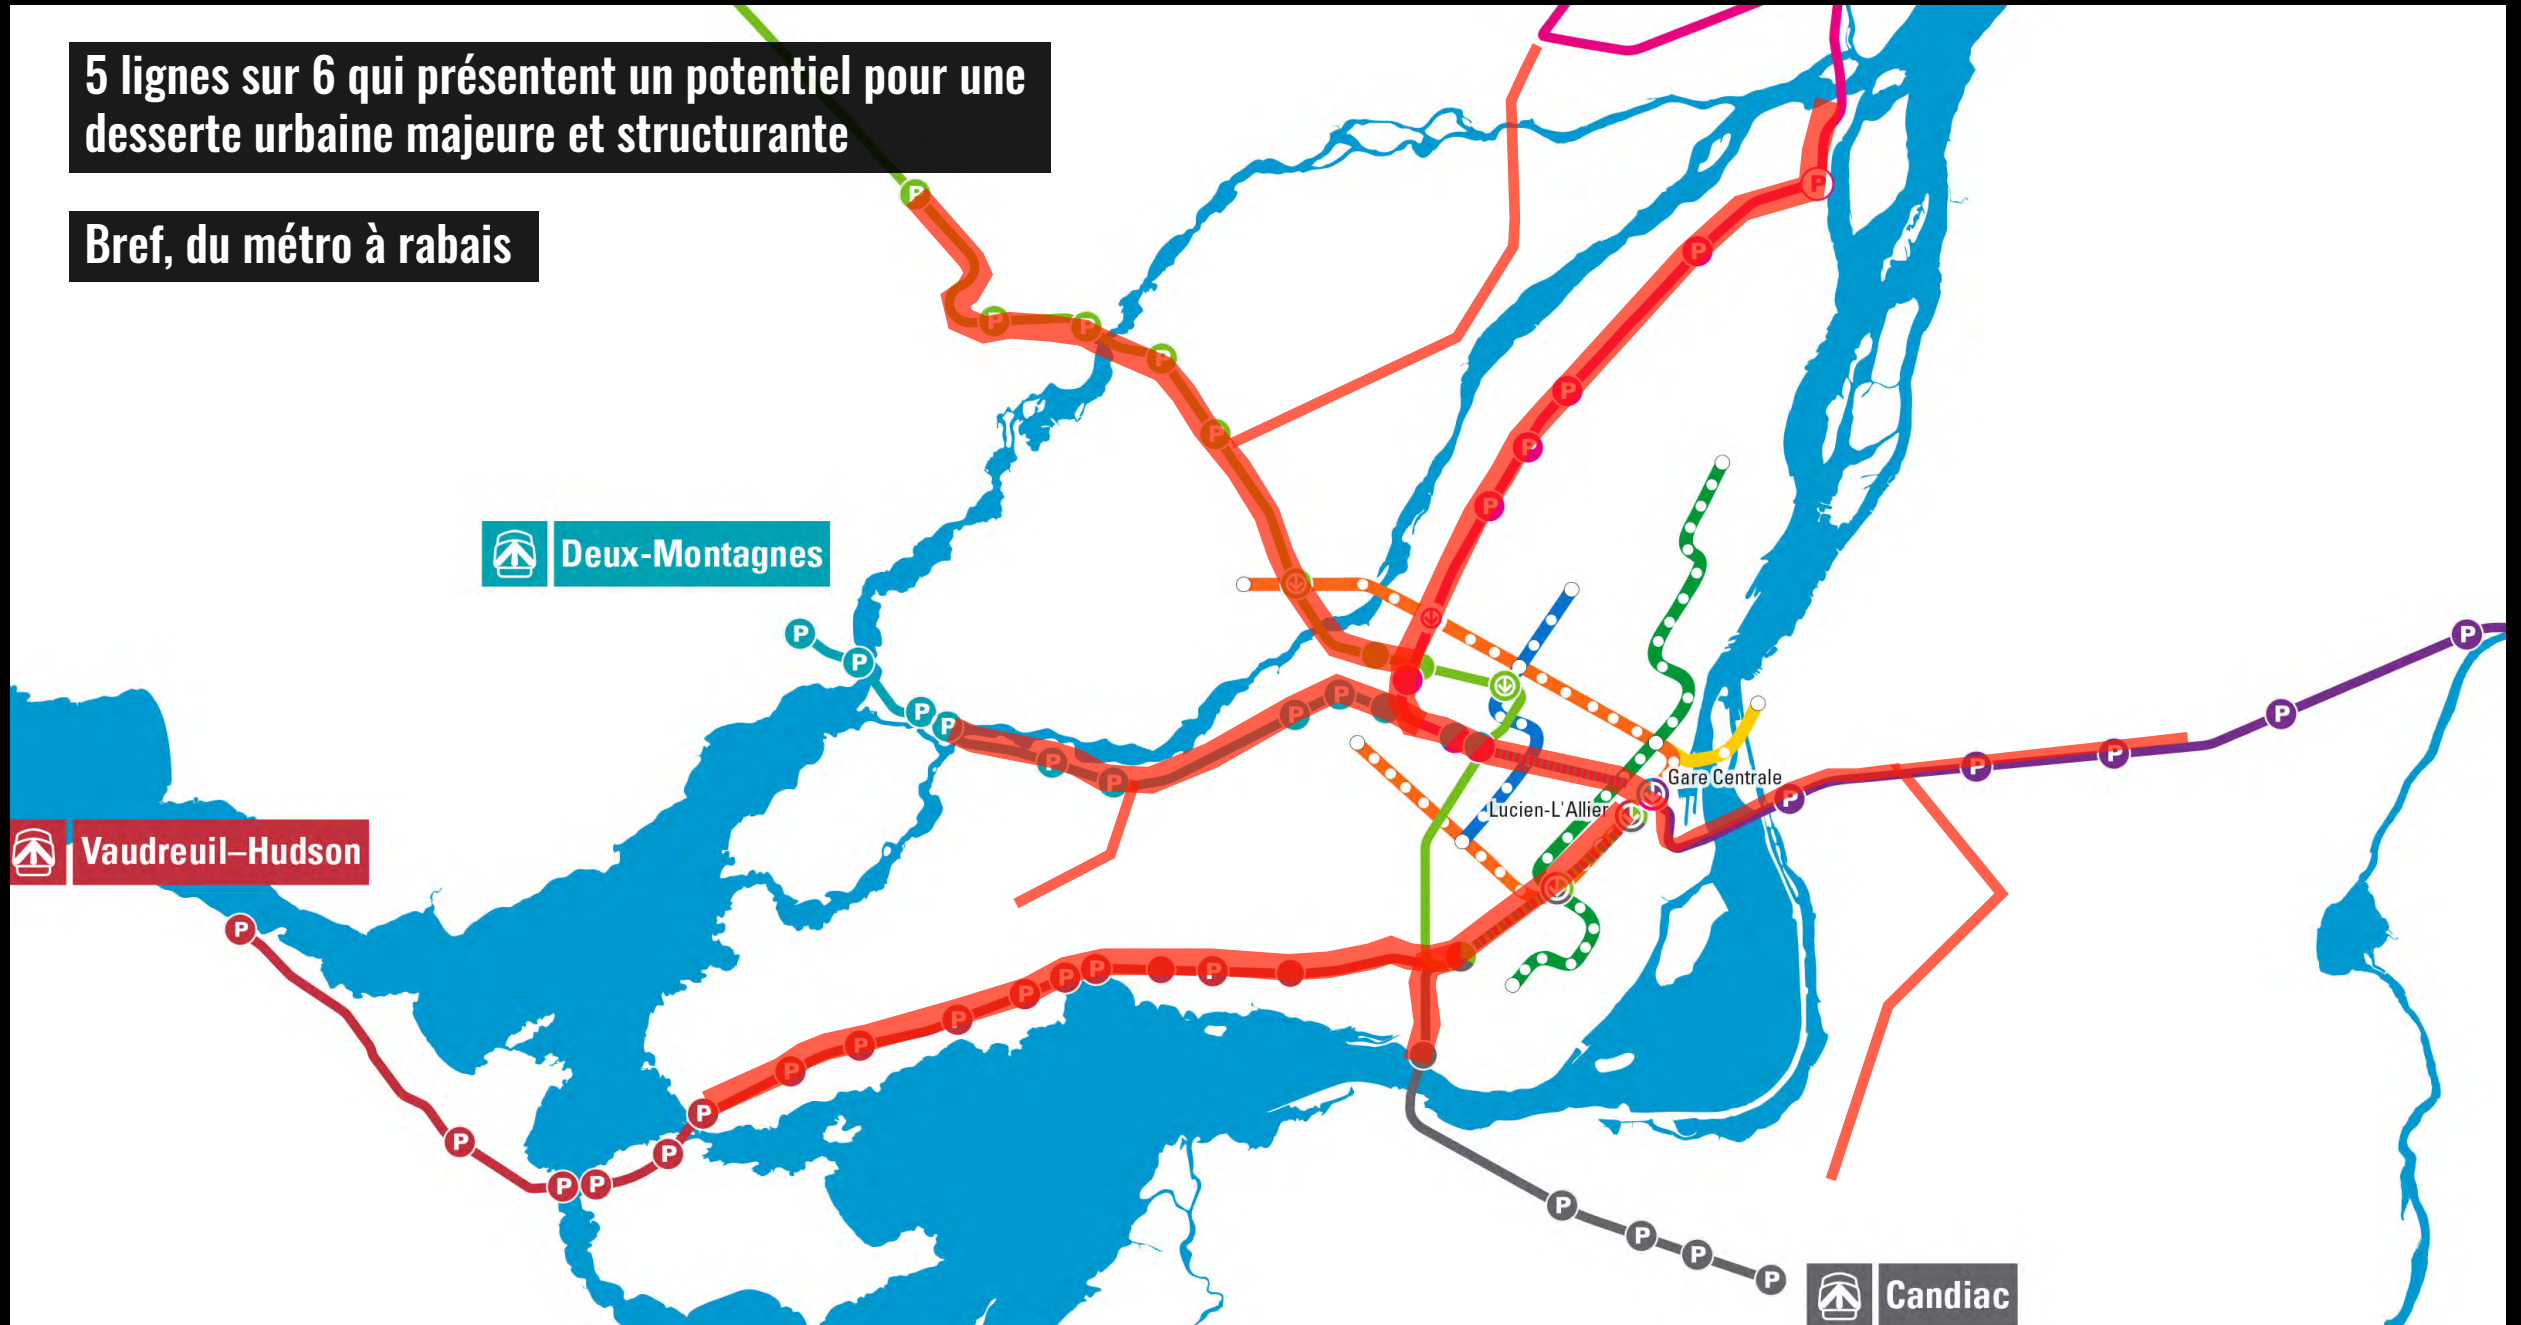 5 lignes sur 6 qui présentent un potentiel pour une
desserte urbaine majeure et structurante
Bref, du métro à rabais
Deux-Montagnes
Gare Centrale
Lucien-L'Allier
Vaudreuil–Hudson
Candiac